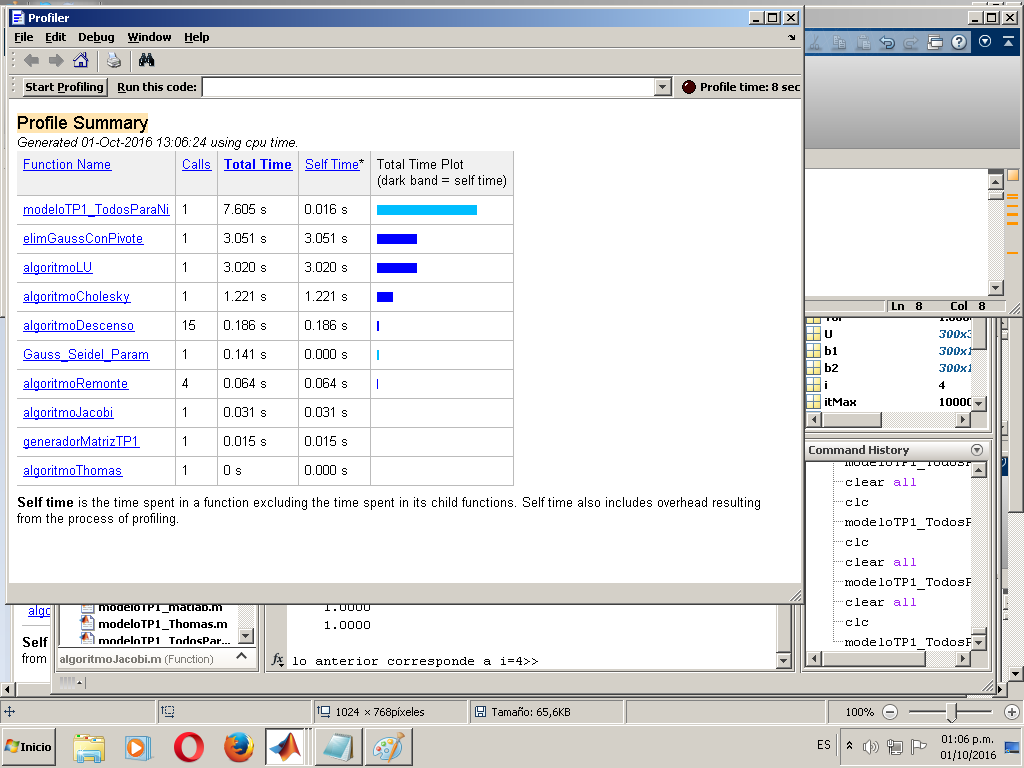 Profiler
File Edit Debug Window Help
Start Profiling Run this code: Profile time: 8 sec
Profile Summary
Generated 01-Oct-2016 13:06:24 using cpu time.
Function Name Calls Total Time Self Time* Total Time Plot
(dark band = self time)
modeloTP1_TodosParaNi 1 7.605 s 0.016 s
elimGaussConPivote 1 3.051 s 3.051 s
algoritmoLU 1 3.020 s 3.020 s
algoritmoCholesky 1 1.221 s 1.221 s
algoritmoDescenso 15 0.186 s 0.186 s
Gauss_Seidel_Param 1 0.141 s 0.000 s
algoritmoRemonte 4 0.064 s 0.064 s
algoritmoJacobi 1 0.031 s 0.031 s
generadorMatrizTP1 1 0.015 s 0.015 s
algoritmoThomas 1 0 s 0.000 s
Self time is the time spent in a function excluding the time spent in its child functions. Self time also includes overhead resulting
from the process of profiling.
Ln 8 Col 8
U 300x3
b1 300x1
b2 300x1
i 4
itMax 10000
Command History
modeloTP1_TodosP
clear all
clc
modeloTP1_TodosP
clc
clear all
modeloTP1_TodosP
clear all
clc
modeloTP1_TodosP
algo
Self
from
modeloTP1_matlab.m
modeloTP1_Thomas.m
modeloTP1_TodosPar...
algoritmoJacobi.m (Function)
1.0000
1.0000
fx lo anterior corresponde a i=4>>
1024 × 768píxeles Tamaño: 65,6KB 100%
Inicio ES 01:06 p.m.
01/10/2016